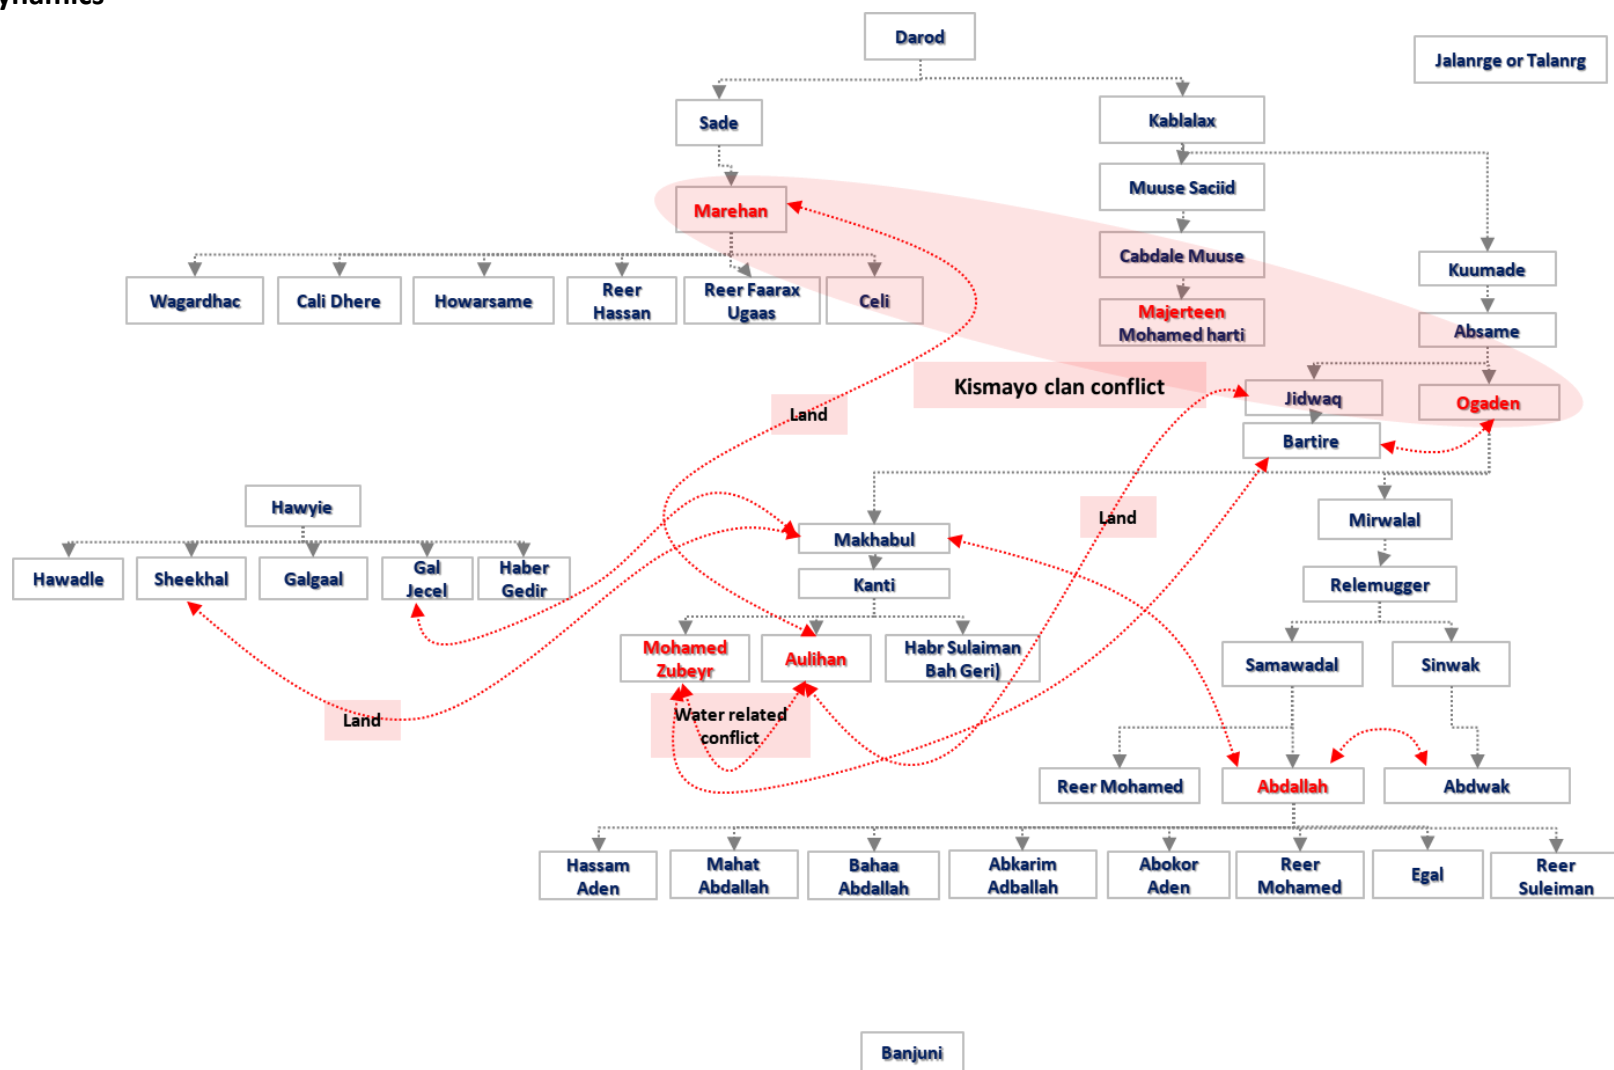 ynamics
Darod
Jalanrge or Talanrg
Sade
Kablalax
Muuse Saciid
Marehan
Cabdale Muuse
Kuumade
Wagardhac
Cali Dhere
Howarsame
Reer
Hassan
Reer Faarax
Ugaas
Celi
Majerteen
Mohamed harti
Absame
Kismayo clan conflict
Jidwaq
Ogaden
Land
Bartire
Hawyie
Land
Mirwalal
Makhabul
Hawadle
Sheekhal
Galgaal
Gal
Jecel
Haber
Gedir
Kanti
Relemugger
Mohamed
Zubeyr
Aulihan
Habr Sulaiman
Bah Geri)
Samawadal
Sinwak
Land
Water related
conflict
Reer Mohamed
Abdallah
Abdwak
Hassam
Aden
Mahat
Abdallah
Bahaa
Abdallah
Abkarim
Adballah
Abokor
Aden
Reer
Mohamed
Egal
Reer
Suleiman
Banjuni